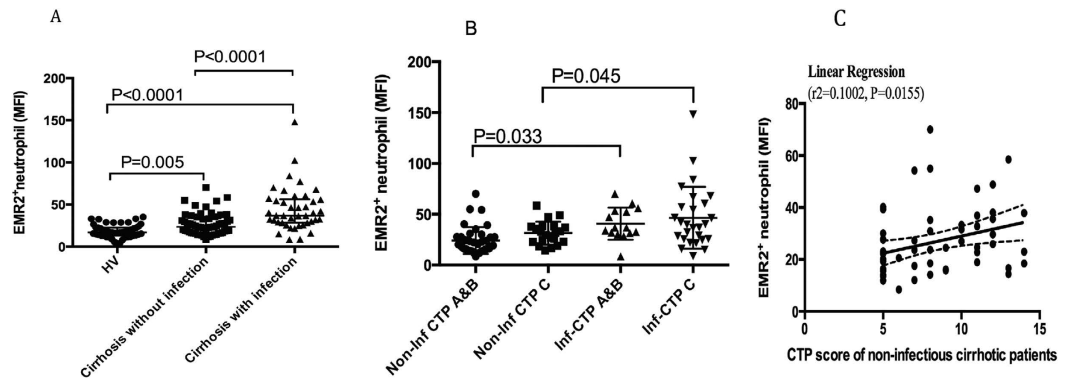 A
P<0.0001
P<0.0001
P=0.005
EMR2+neutrophil (MFI)
200
150
100
50
0
HV
Cirrhosis without infection
Cirrhosis with infection
B
P=0.045
P=0.033
EMR2+ neutrophil (MFI)
200
150
100
50
0
Non-Inf CTP A&B
Non-Inf CTP C
Inf-CTP A&B
Inf-CTP C
C
Linear Regression
(r2=0.1002, P=0.0155)
EMR2+ neutrophil (MFI)
80
60
40
20
0
0 5 10 15
CTP score of non-infectious cirrhotic patients